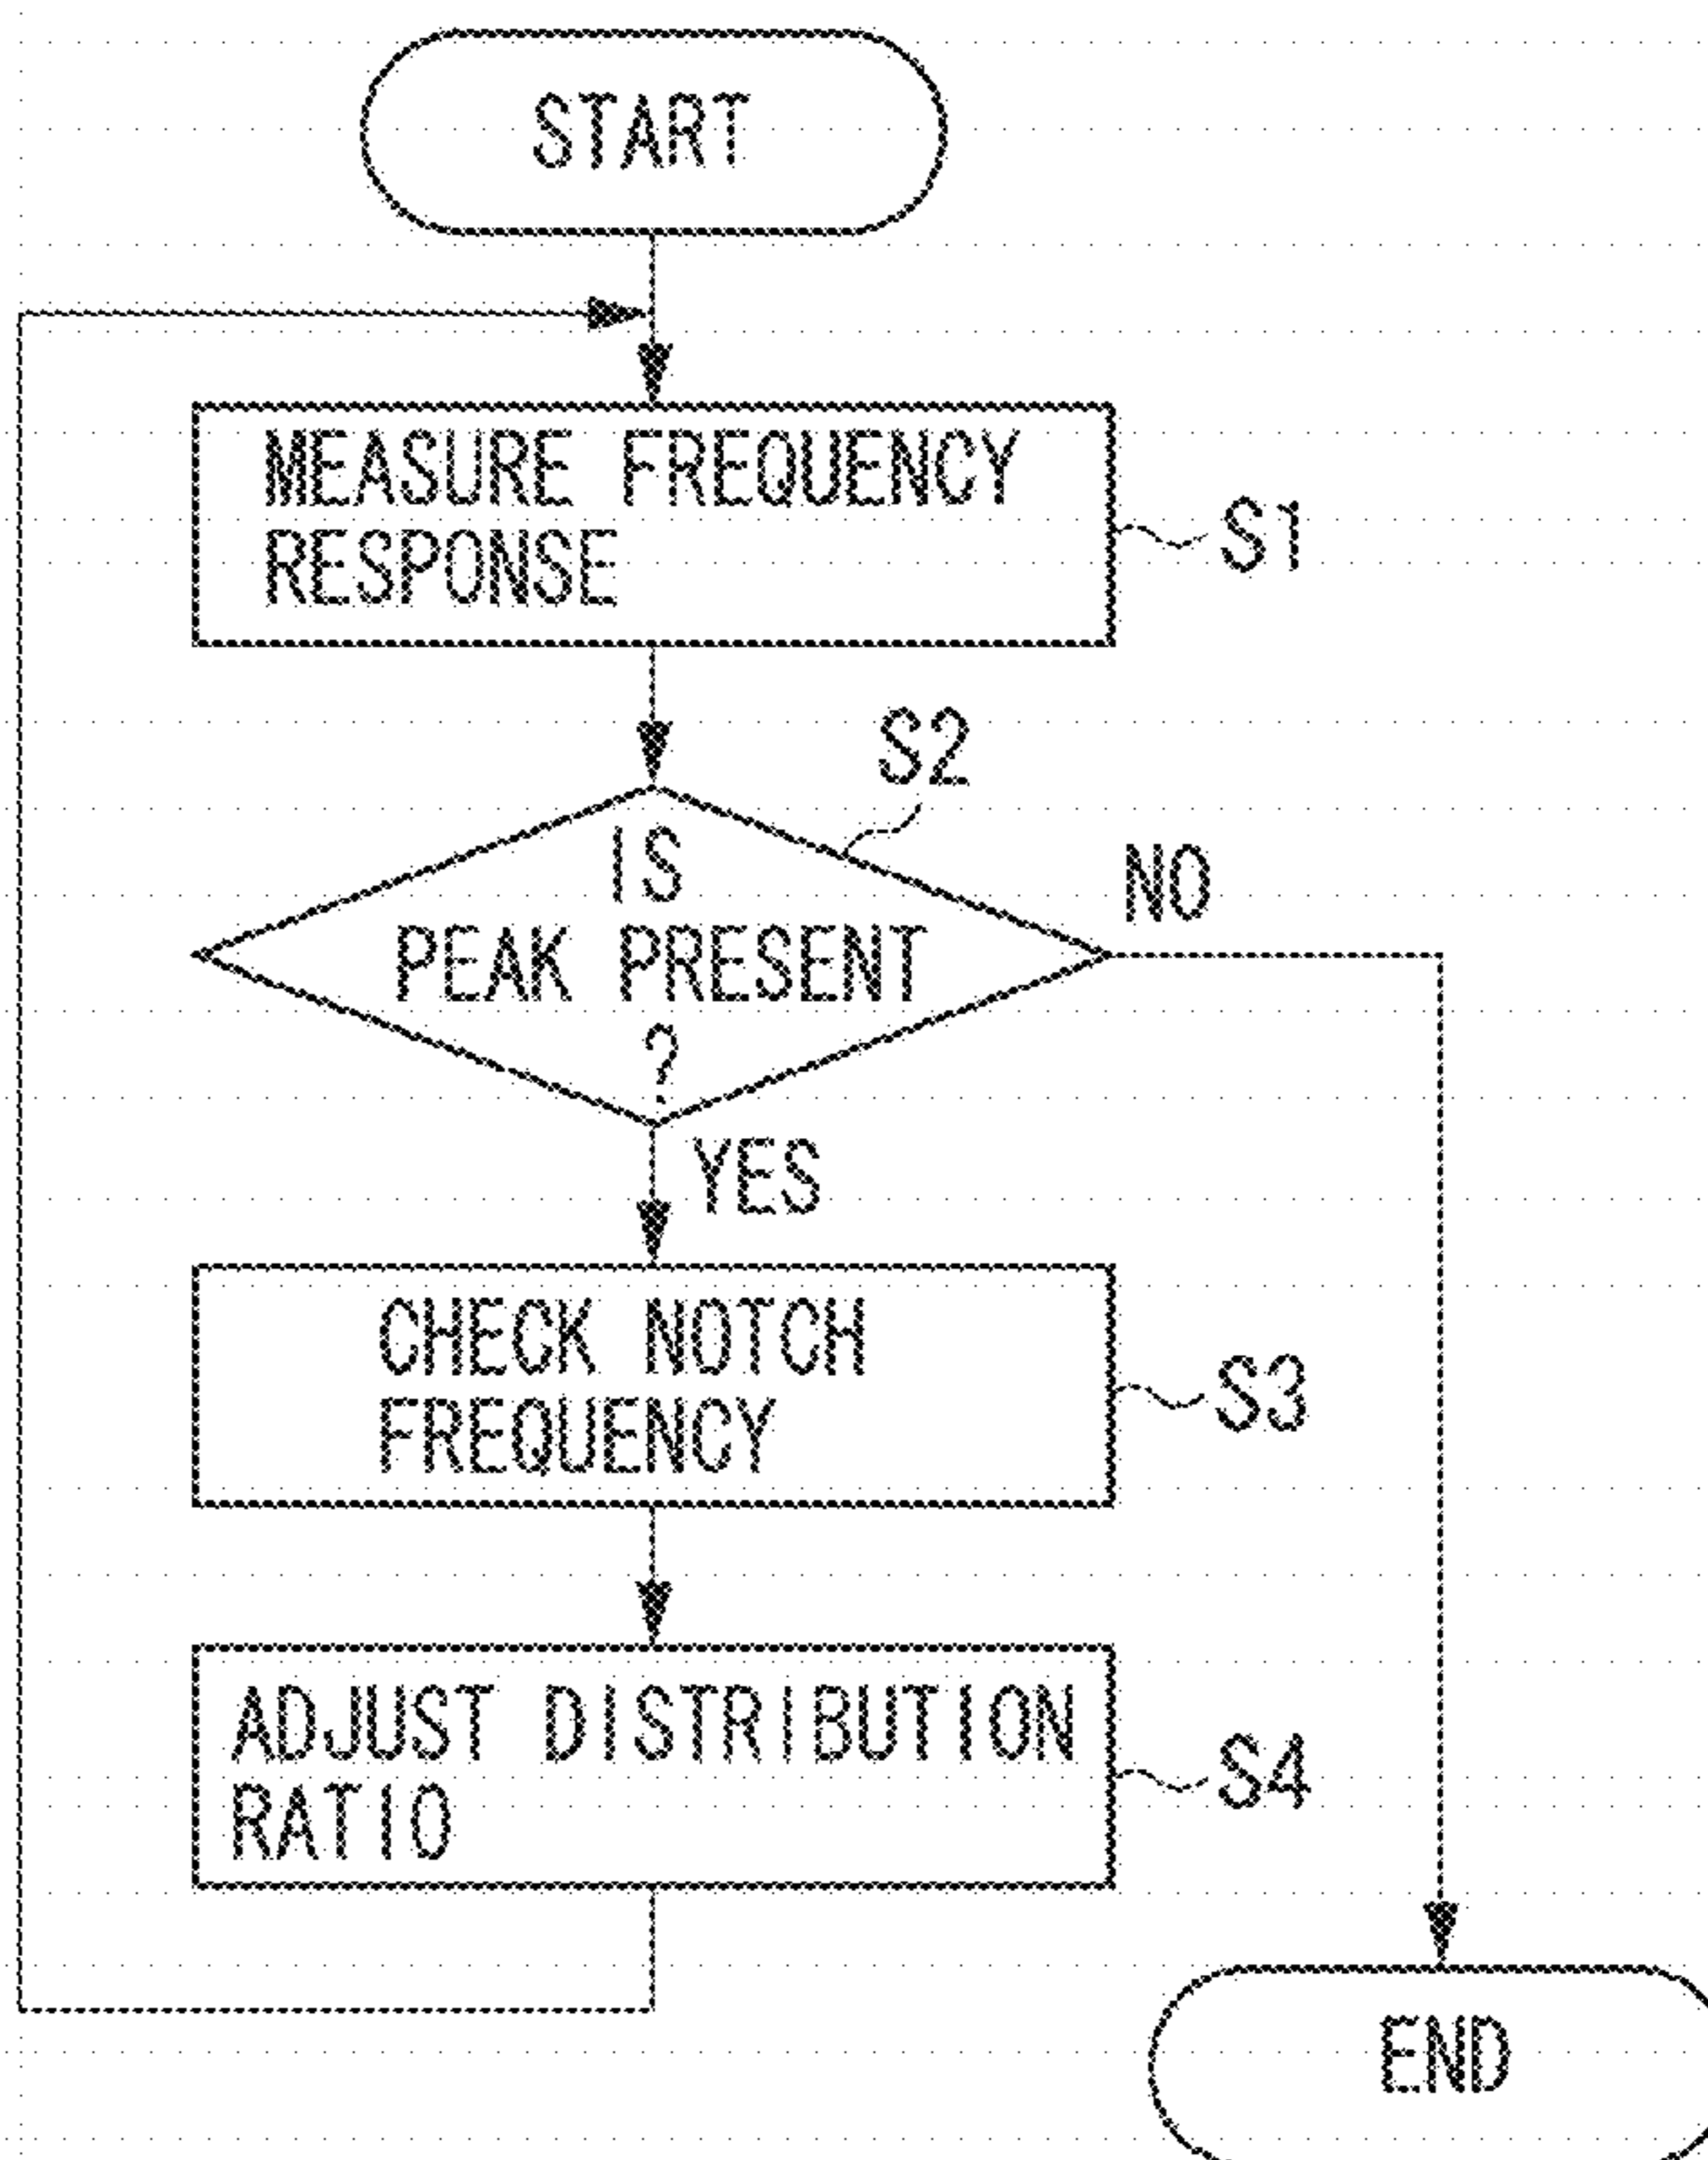 START
MEASURE FREQUENCY
RESPONSE
S1
S2
IS
PEAK PRESENT
?
NO
YES
CHECK NOTCH
FREQUENCY
S3
ADJUST DISTRIBUTION
RATIO
S4
END